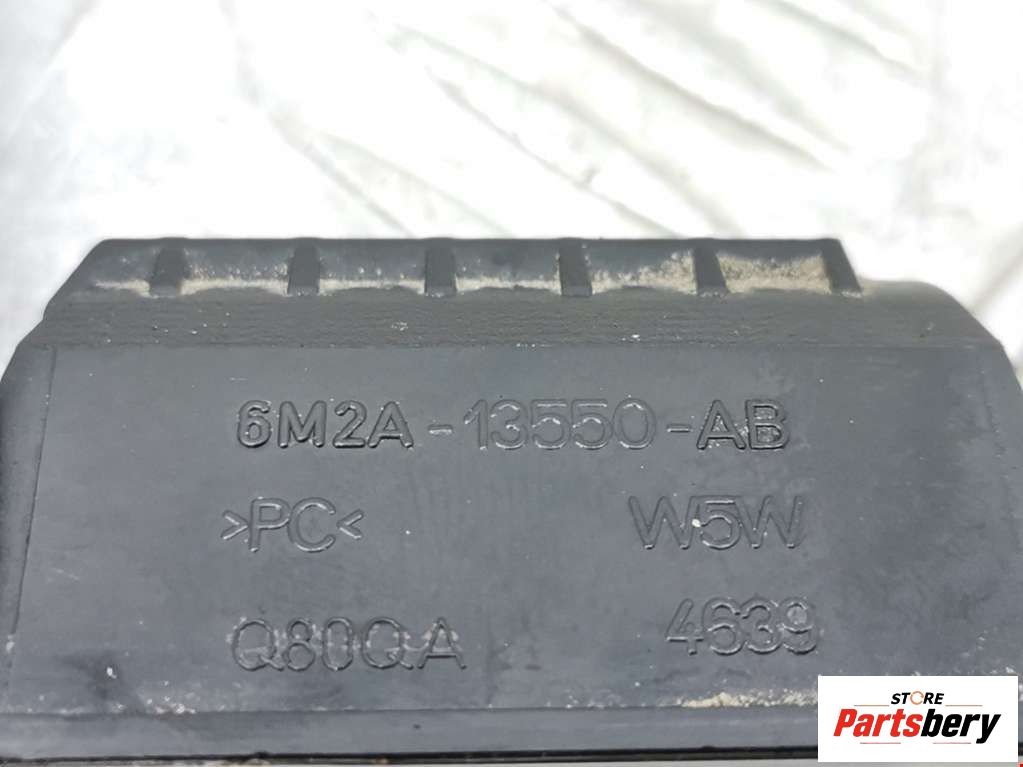 6M2A-13550-AB
>PC< W5W
Q80QA 4639
STORE
Partsbery